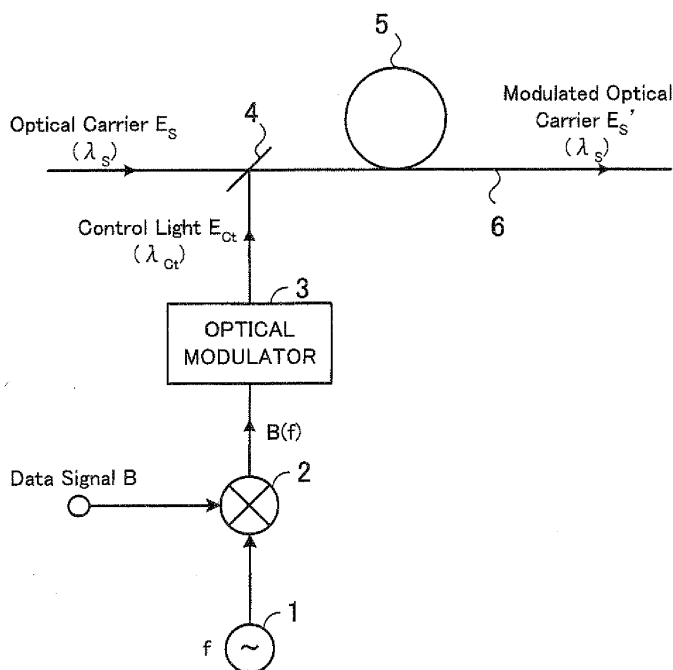 5
Modulated Optical
Carrier E_S'
(λ_S)
4
Optical Carrier E_S
(λ_S)
6
Control Light E_Ct
(λ_Ct)
3
OPTICAL
MODULATOR
B(f)
2
Data Signal B
1
f ~